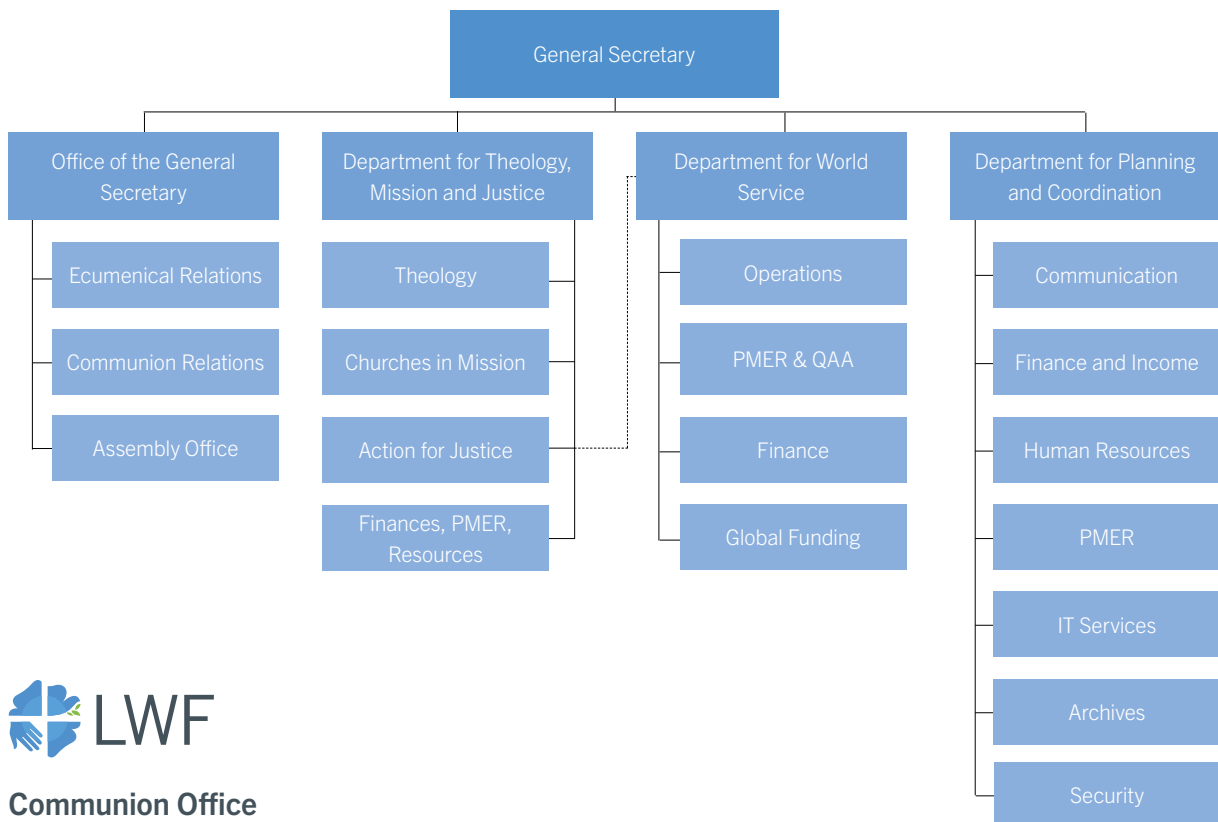 General Secretary
Office of the General
Secretary
Ecumenical Relations
Communion Relations
Assembly Office
Department for Theology,
Mission and Justice
Theology
Churches in Mission
Action for Justice
Finances, PMER,
Resources
Department for World
Service
Operations
PMER & QAA
Finance
Global Funding
Department for Planning
and Coordination
Communication
Finance and Income
Human Resources
PMER
IT Services
Archives
Security
LWF
Communion Office